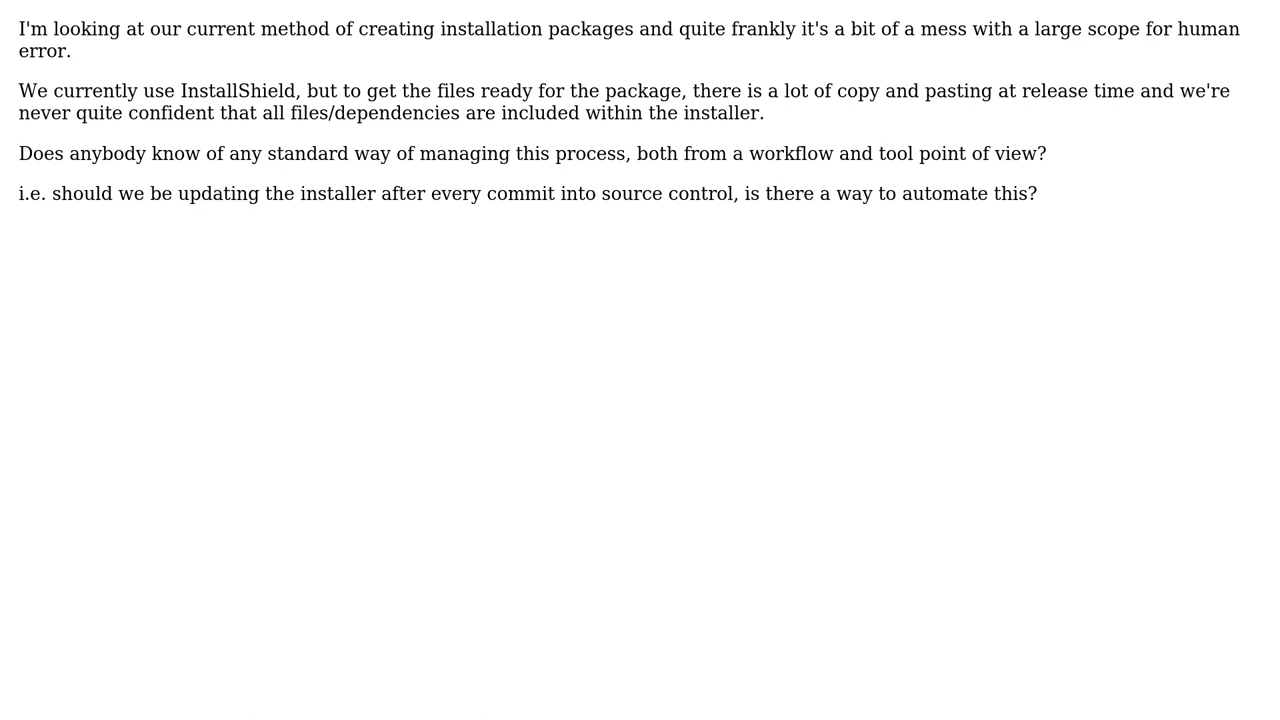 I'm looking at our current method of creating installation packages and quite frankly it's a bit of a mess with a large scope for human
error.
We currently use InstallShield, but to get the files ready for the package, there is a lot of copy and pasting at release time and we're
never quite confident that all files/dependencies are included within the installer.
Does anybody know of any standard way of managing this process, both from a workflow and tool point of view?
i.e. should we be updating the installer after every commit into source control, is there a way to automate this?